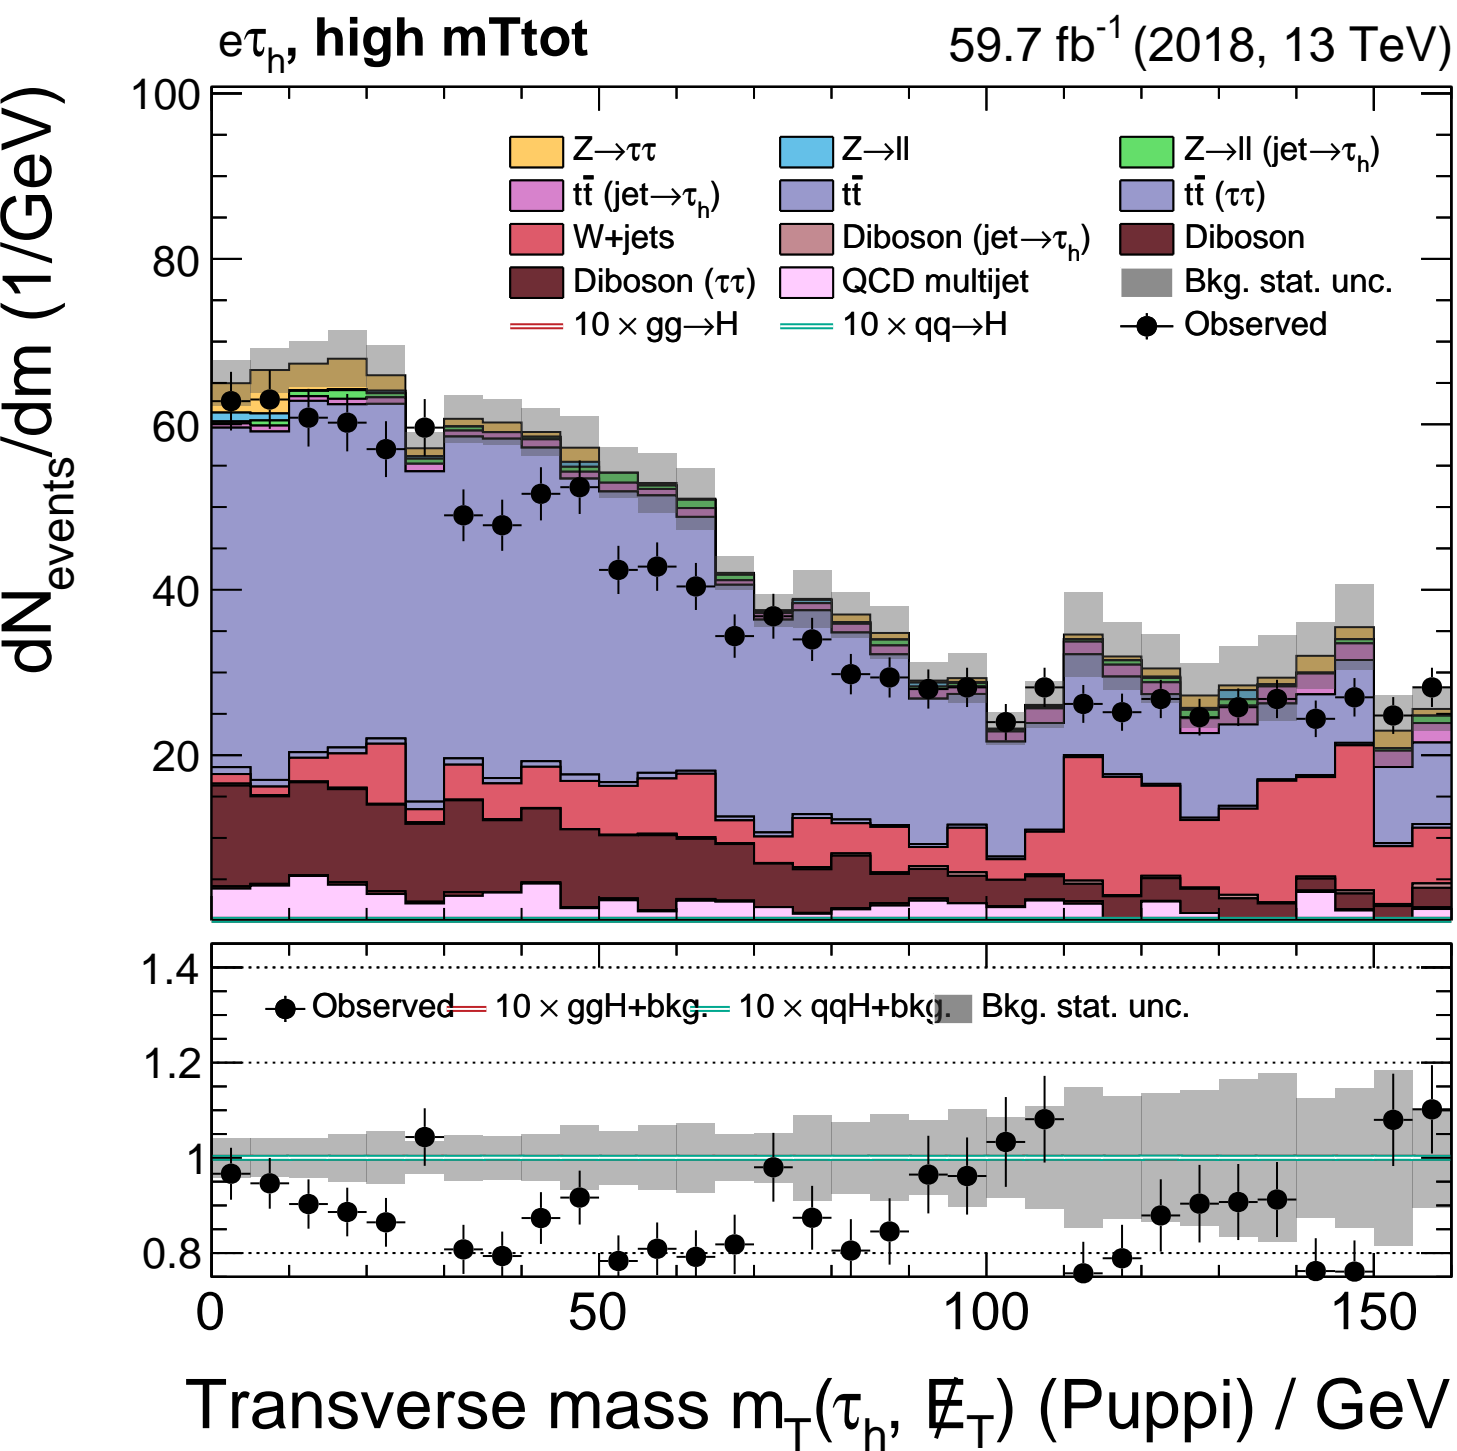 eτh, high mTtot 59.7 fb-1 (2018, 13 TeV)
dNevents/dm (1/GeV)
100
80
60
40
20
Z→ττ Z→ll Z→ll (jet→τh)
tt̄ (jet→τh) tt̄ tt̄ (ττ)
W+jets Diboson (jet→τh) Diboson
Diboson (ττ) QCD multijet Bkg. stat. unc.
10 × gg→H 10 × qq→H Observed
1.4
1.2
1
0.8
Observed 10 × ggH+bkg. 10 × qqH+bkg. Bkg. stat. unc.
0 50 100 150
Transverse mass mT(τh, E̸T) (Puppi) / GeV